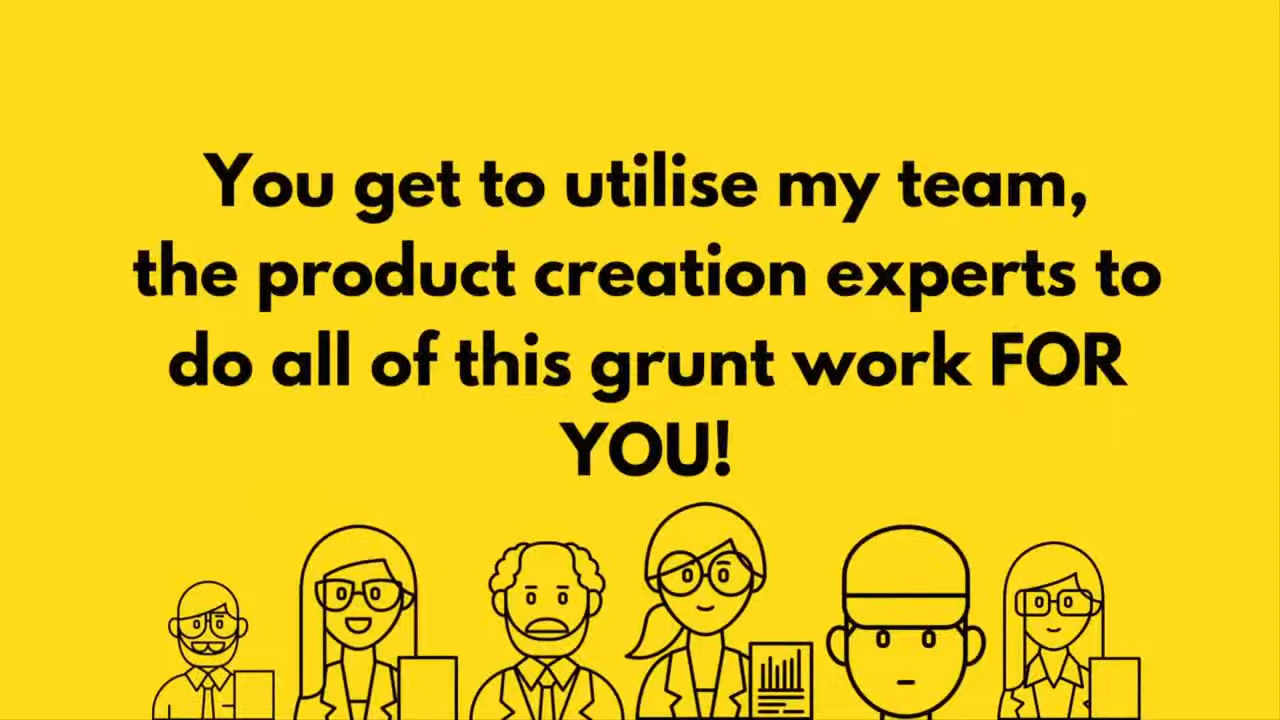 You get to utilise my team,
the product creation experts to
do all of this grunt work FOR
YOU!